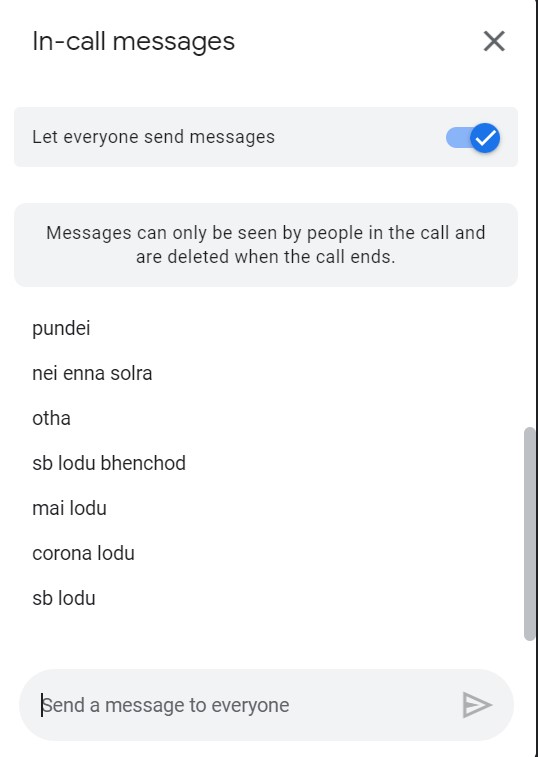 In-call messages
Let everyone send messages
Messages can only be seen by people in the call and
are deleted when the call ends.
pundei
nei enna solra
otha
sb lodu bhenchod
mai lodu
corona lodu
sb lodu
Send a message to everyone